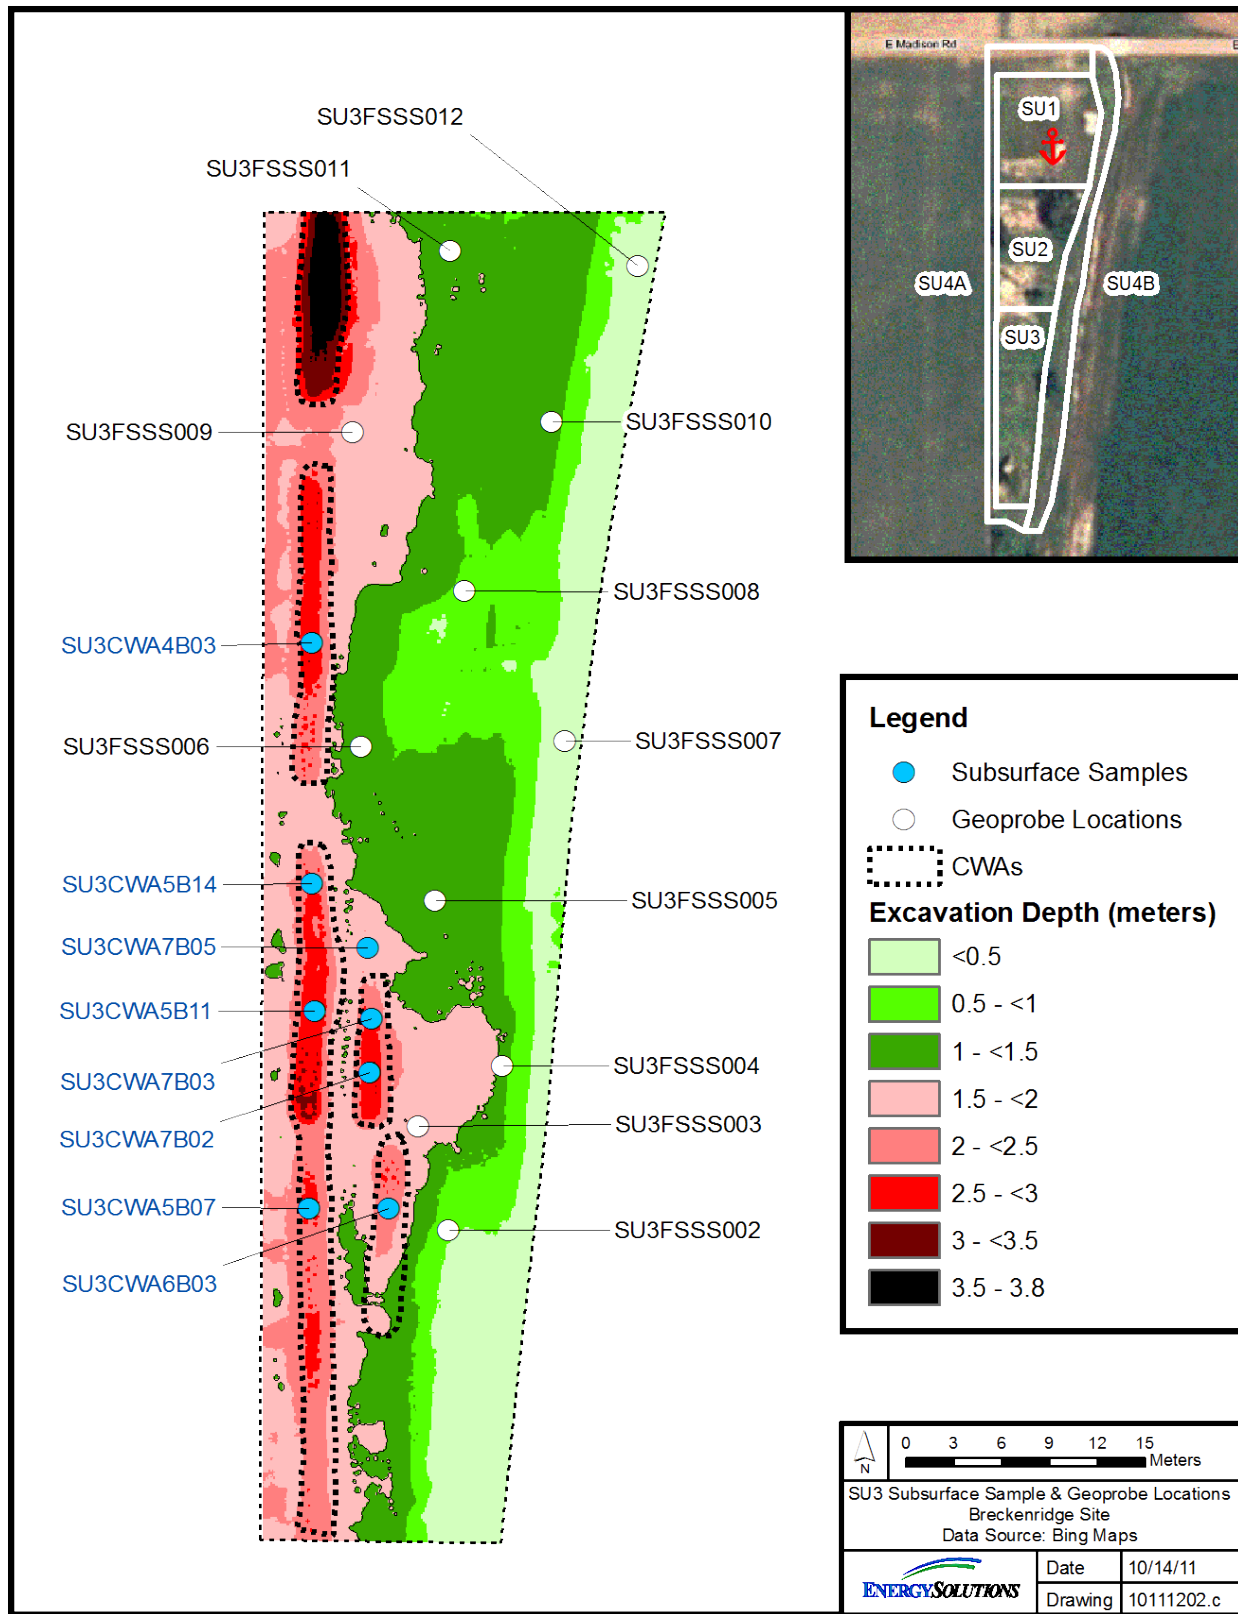 SU3FSSS012
SU3FSSS011
SU3FSSS009
SU3FSSS010
SU3FSSS008
SU3CWA4B03
SU3FSSS006
SU3FSSS007
SU3CWA5B14
SU3FSSS005
SU3CWA7B05
SU3CWA5B11
SU3FSSS004
SU3CWA7B03
SU3FSSS003
SU3CWA7B02
SU3CWA5B07
SU3FSSS002
SU3CWA6B03
E Madison Rd
E
SU1
SU2
SU4A
SU4B
SU3
Legend
Subsurface Samples
Geoprobe Locations
CWAs
Excavation Depth (meters)
<0.5
0.5 - <1
1 - <1.5
1.5 - <2
2 - <2.5
2.5 - <3
3 - <3.5
3.5 - 3.8
N
0 3 6 9 12 15
Meters
SU3 Subsurface Sample & Geoprobe Locations
Breckenridge Site
Data Source: Bing Maps
ENERGYSOLUTIONS
Date 10/14/11
Drawing 10111202.c